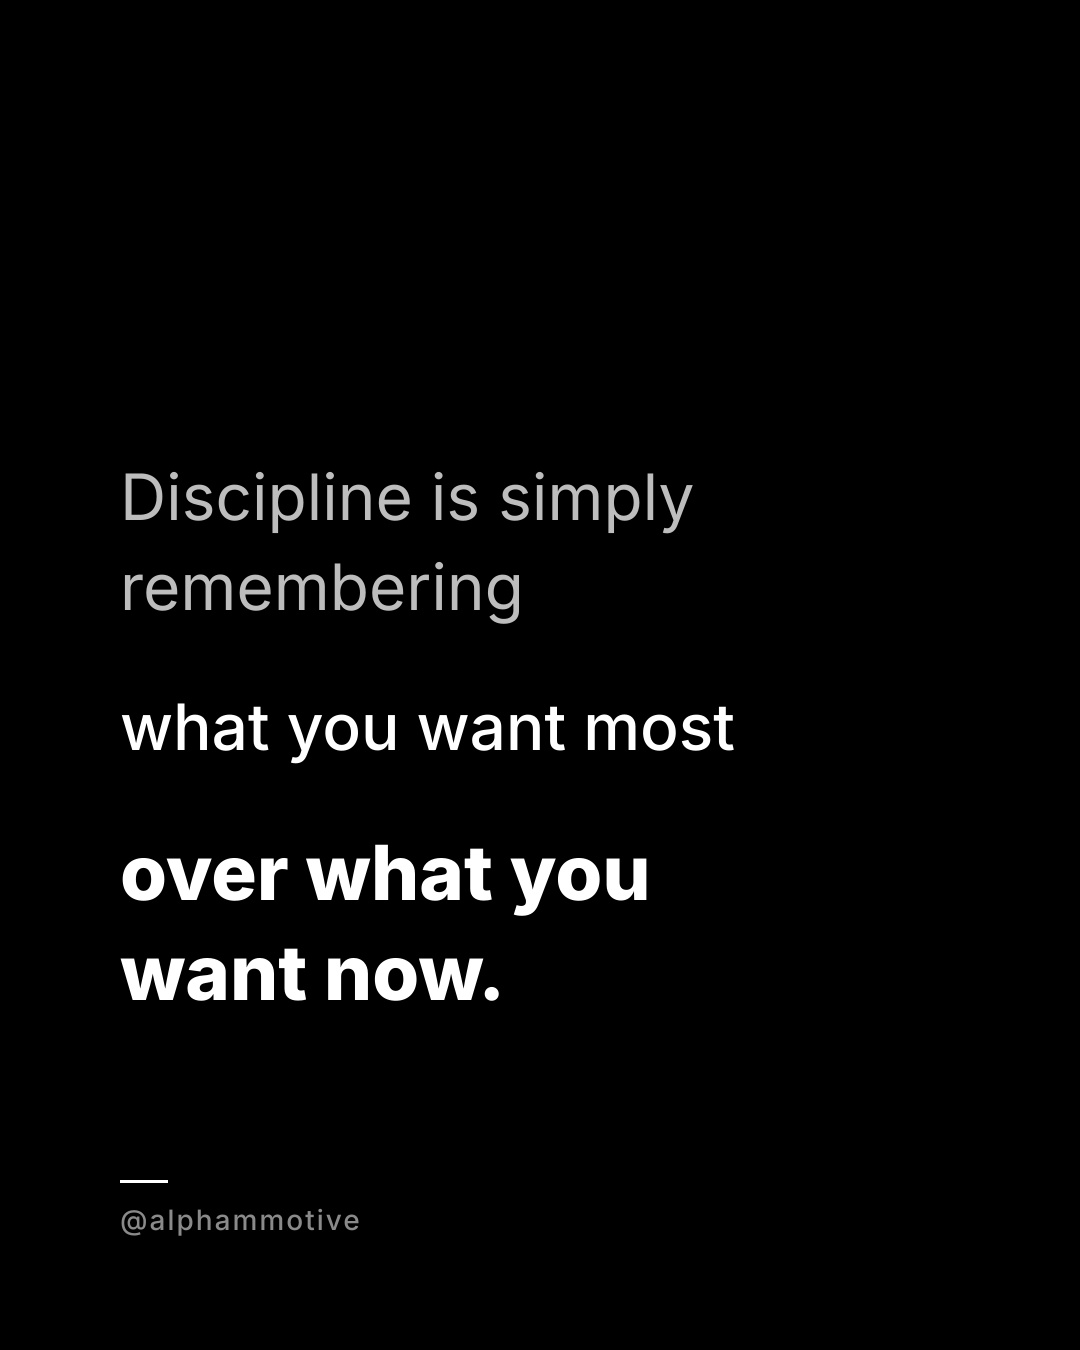 Discipline is simply
remembering
what you want most
over what you
want now.
@alphammotive